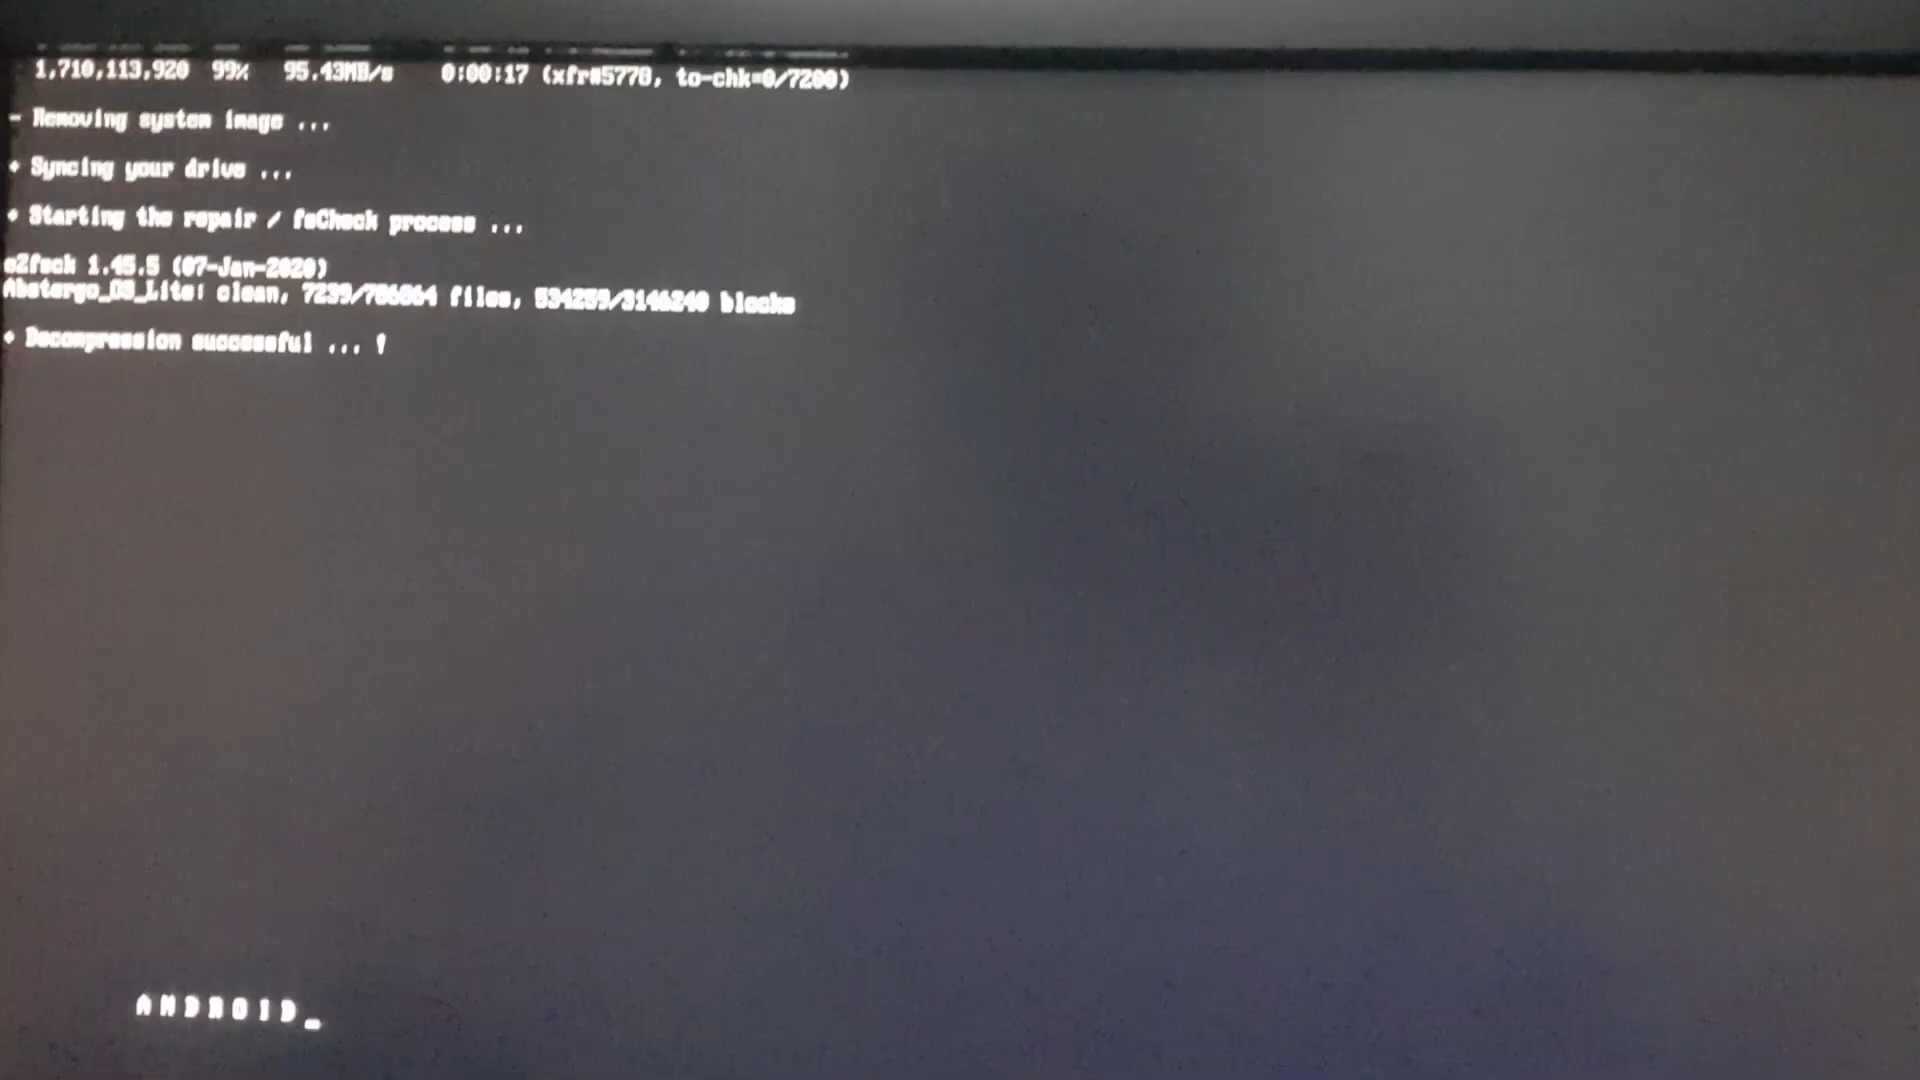 1,710,113,920 99% 95.43MB/s 0:00:17 (xfr#5778, to-chk=0/7200)
- Removing system image ...
+ Syncing your drive ...
+ Starting the repair / fsCheck process ...
e2fsck 1.45.5 (07-Jan-2020)
Abstergo_OS_Lite: clean, 7239/786864 files, 534259/3146240 blocks
+ Decompression successful ... !
ANDROID_